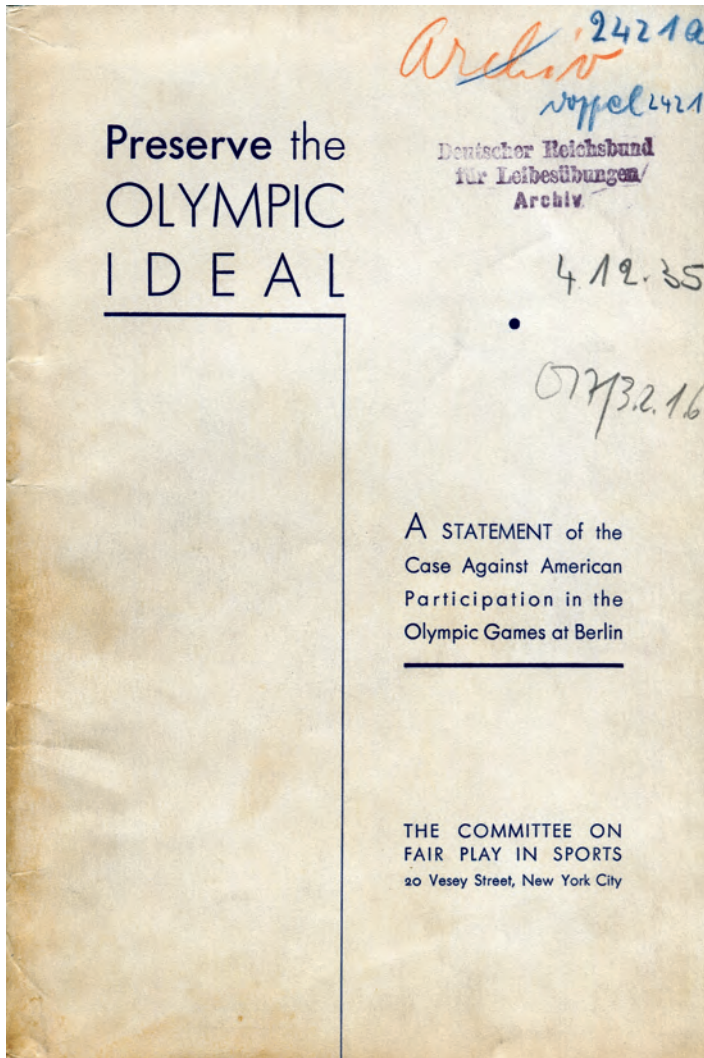 2421a
Archiv
doppel 2421
Preserve the
OLYMPIC
IDEAL
Deutscher Reichsbund
für Leibesübungen/
Archiv
4.12.35
A STATEMENT of the
Case Against American
Participation in the
Olympic Games at Berlin
THE COMMITTEE ON
FAIR PLAY IN SPORTS
20 Vesey Street, New York City